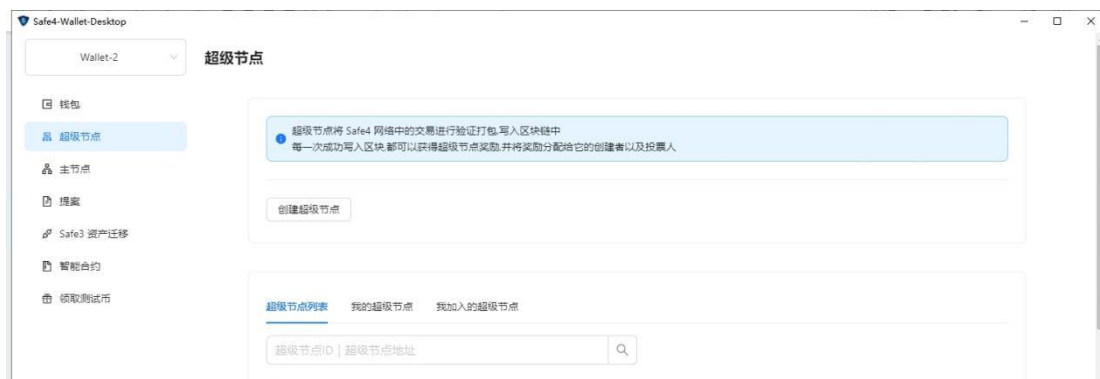 Safe4-Wallet-Desktop
Wallet-2
超级节点
钱包
超级节点
主节点
提案
Safe3 资产迁移
智能合约
领取测试币
超级节点将 Safe4 网络中的交易进行验证打包,写入区块链中
每一次成功写入区块,都可以获得超级节点奖励,并将奖励分配给它的创建者以及投票人
创建超级节点
超级节点列表 我的超级节点 我加入的超级节点
超级节点ID | 超级节点地址